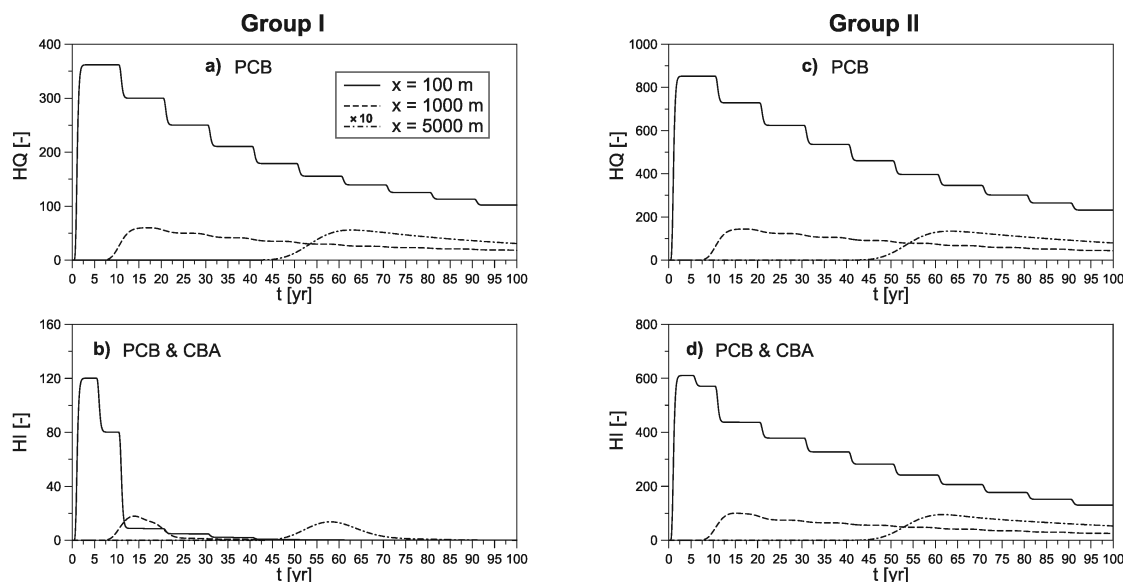 Group I
Group II
a) PCB
x = 100 m
x = 1000 m
×10
x = 5000 m
HQ [-]
400
300
200
100
0
0 5 10 15 20 25 30 35 40 45 50 55 60 65 70 75 80 85 90 95 100
t [yr]
c) PCB
HQ [-]
1000
800
600
400
200
0
0 5 10 15 20 25 30 35 40 45 50 55 60 65 70 75 80 85 90 95 100
t [yr]
b) PCB & CBA
HI [-]
160
120
80
40
0
0 5 10 15 20 25 30 35 40 45 50 55 60 65 70 75 80 85 90 95 100
t [yr]
d) PCB & CBA
HI [-]
800
600
400
200
0
0 5 10 15 20 25 30 35 40 45 50 55 60 65 70 75 80 85 90 95 100
t [yr]